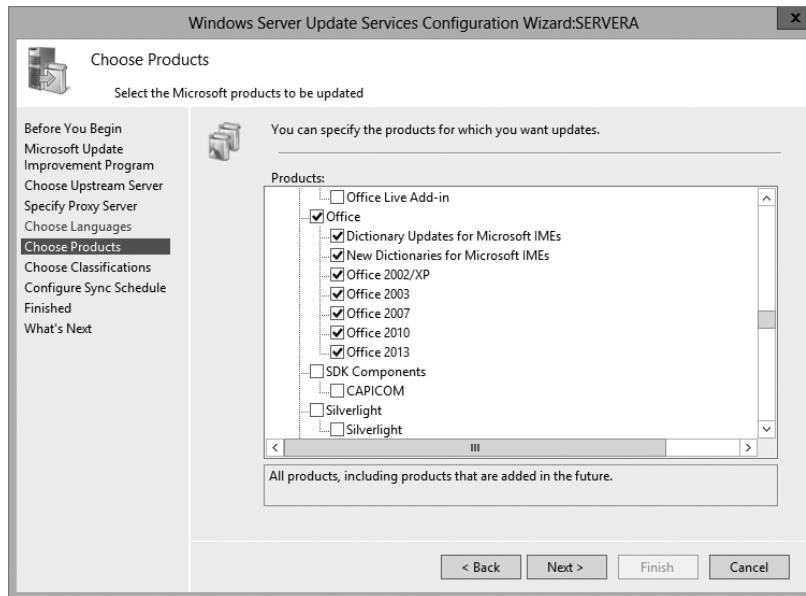 Windows Server Update Services Configuration Wizard:SERVERA
x
Choose Products
Select the Microsoft products to be updated
Before You Begin
Microsoft Update
Improvement Program
Choose Upstream Server
Specify Proxy Server
Choose Languages
Choose Products
Choose Classifications
Configure Sync Schedule
Finished
What's Next
You can specify the products for which you want updates.
Products:
Office Live Add-in
Office
Dictionary Updates for Microsoft IMEs
New Dictionaries for Microsoft IMEs
Office 2002/XP
Office 2003
Office 2007
Office 2010
Office 2013
SDK Components
CAPICOM
Silverlight
Silverlight
All products, including products that are added in the future.
< Back
Next >
Finish
Cancel